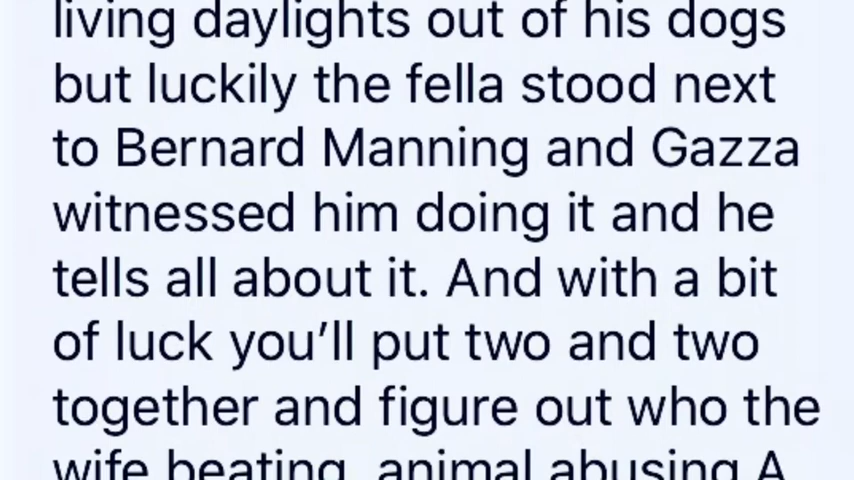 living daylights out of his dogs
but luckily the fella stood next
to Bernard Manning and Gazza
witnessed him doing it and he
tells all about it. And with a bit
of luck you’ll put two and two
together and figure out who the
wife beating, animal abusing A